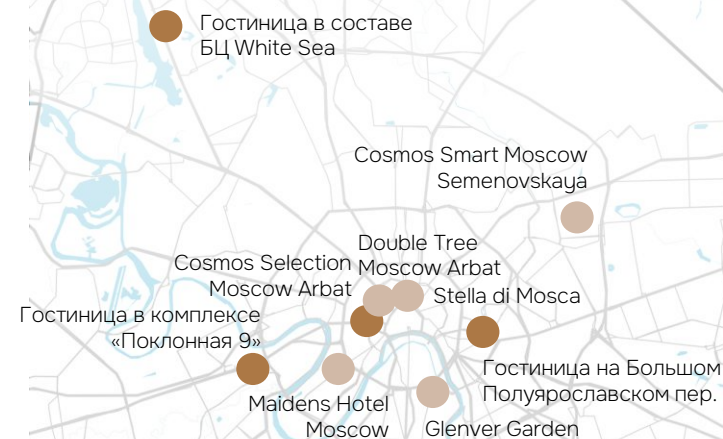 Гостиница в составе
БЦ White Sea
Cosmos Smart Moscow
Semenovskaya
Double Tree
Moscow Arbat
Cosmos Selection
Moscow Arbat
Stella di Mosca
Гостиница в комплексе
«Поклонная 9»
Гостиница на Большом
Полуярославском пер.
Maidens Hotel
Moscow
Glenver Garden